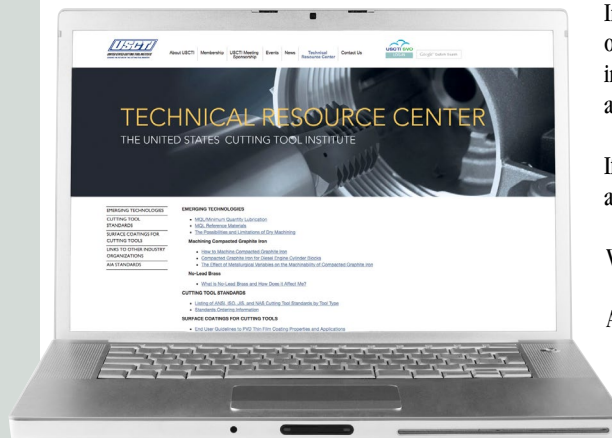 USCTI
UNITED STATES CUTTING TOOL INSTITUTE
About USCTI
Membership
USCTI Meeting
Sponsorship
Events
News
Technical
Resource Center
Contact Us
USCTI EVO
TECHNICAL RESOURCE CENTER
THE UNITED STATES CUTTING TOOL INSTITUTE
EMERGING TECHNOLOGIES
CUTTING TOOL
STANDARDS
SURFACE COATINGS FOR
CUTTING TOOLS
LINKS TO OTHER INDUSTRY
ORGANIZATIONS
AIA STANDARDS
EMERGING TECHNOLOGIES
MQL/Minimum Quantity Lubrication
MQL Reference Materials
The Possibilities and Limitations of Dry Machining
Machining Compacted Graphite Iron
How to Machine Compacted Graphite Iron
Compacted Graphite Iron for Diesel Engine Cylinder Blocks
The Effect of Metallurgical Variables on the Machinability of Compacted Graphite Iron
No-Lead Brass
What is No-Lead Brass and How Does it Affect Me?
CUTTING TOOL STANDARDS
Listing of ANSI, ISO, JIS, and NAS Cutting Tool Standards by Tool Type
Standards Ordering Information
SURFACE COATINGS FOR CUTTING TOOLS
End User Guidelines to PVD Thin Film Coating Properties and Applications